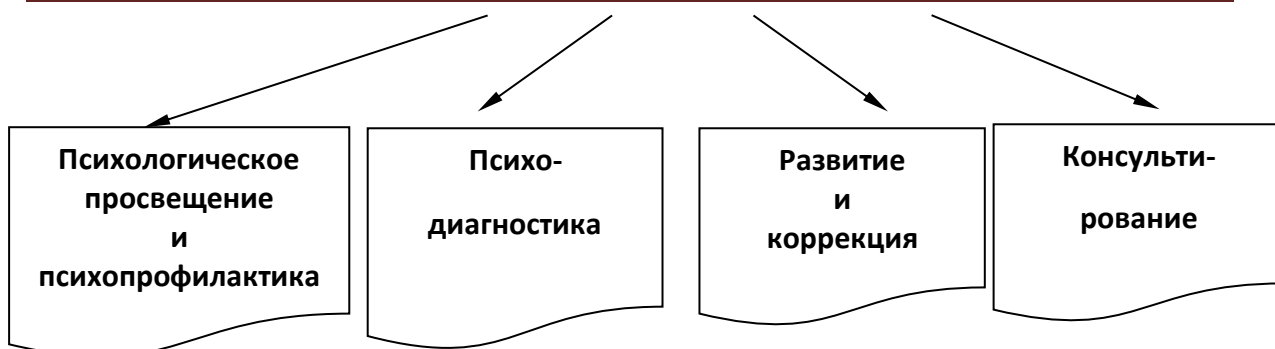 Психологическое
просвещение
и
психопрофилактика
Психо-
диагностика
Развитие
и
коррекция
Консульти-
рование